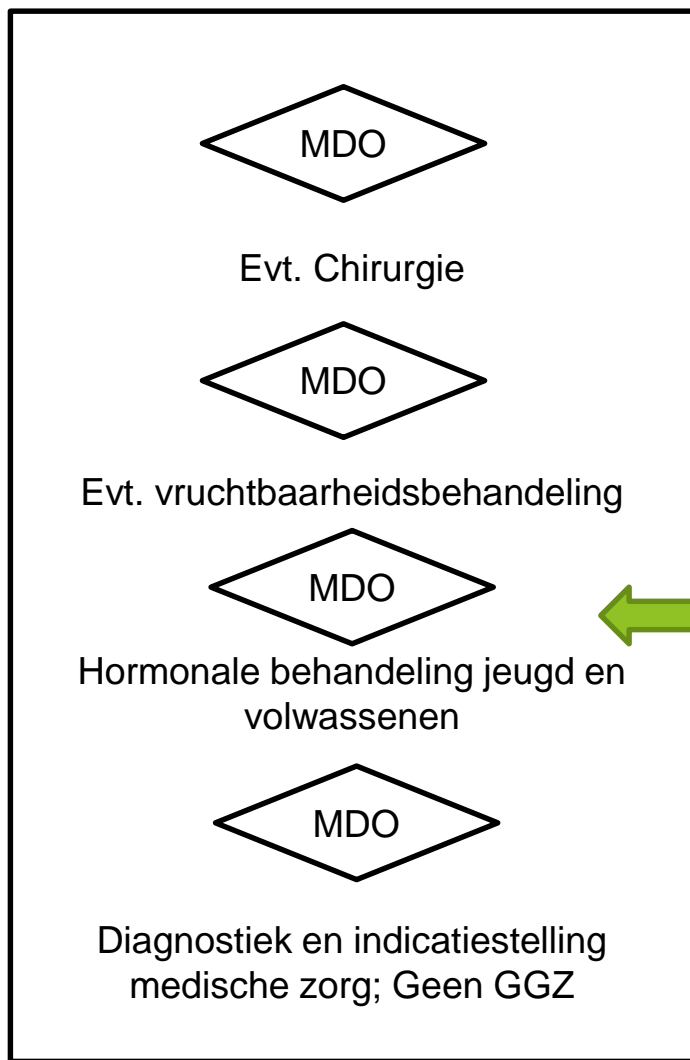 MDO
Evt. Chirurgie
MDO
Evt. vruchtbaarheidsbehandeling
MDO
Hormonale behandeling jeugd en
volwassenen
MDO
Diagnostiek en indicatiestelling
medische zorg; Geen GGZ